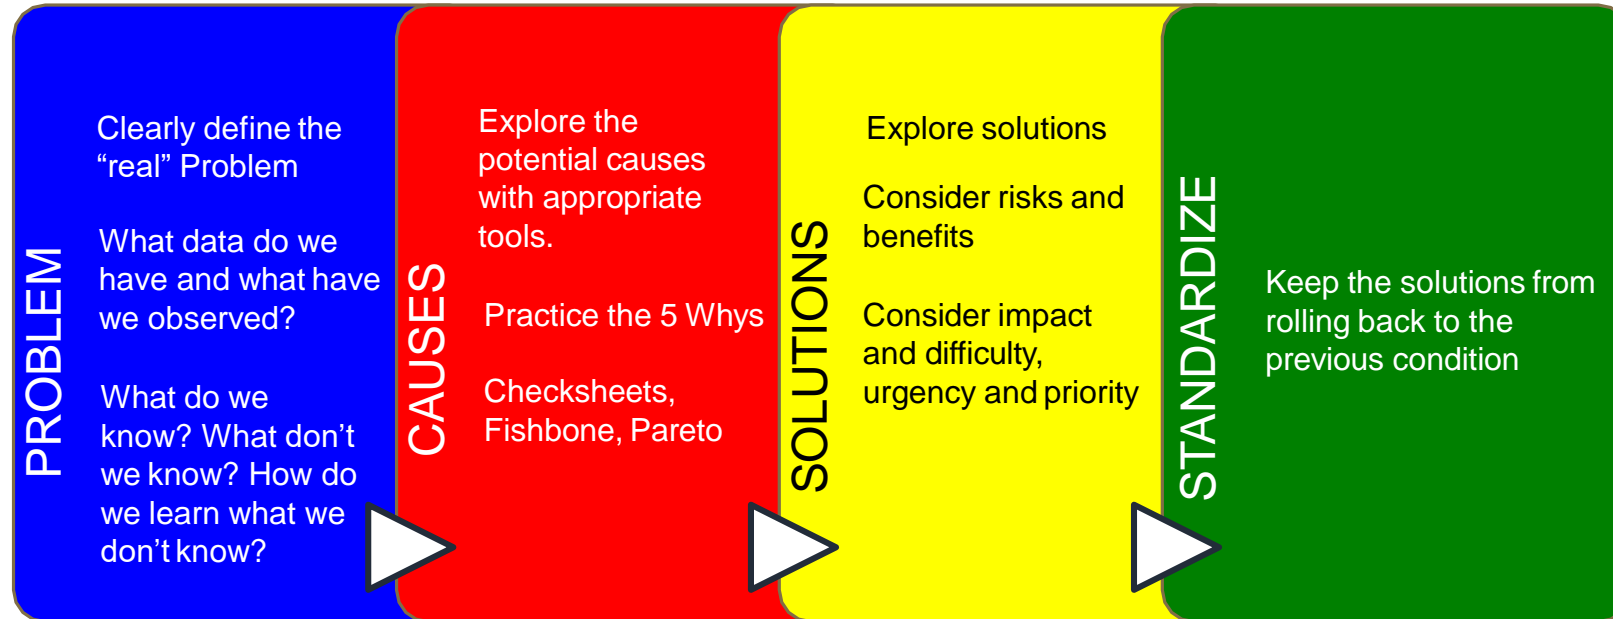 PROBLEM
Clearly define the
“real” Problem
What data do we
have and what have
we observed?
What do we
know? What don’t
we know? How do
we learn what we
don’t know?
CAUSES
Explore the
potential causes
with appropriate
tools.
Practice the 5 Whys
Checksheets,
Fishbone, Pareto
SOLUTIONS
Explore solutions
Consider risks and
benefits
Consider impact
and difficulty,
urgency and priority
STANDARDIZE
Keep the solutions from
rolling back to the
previous condition